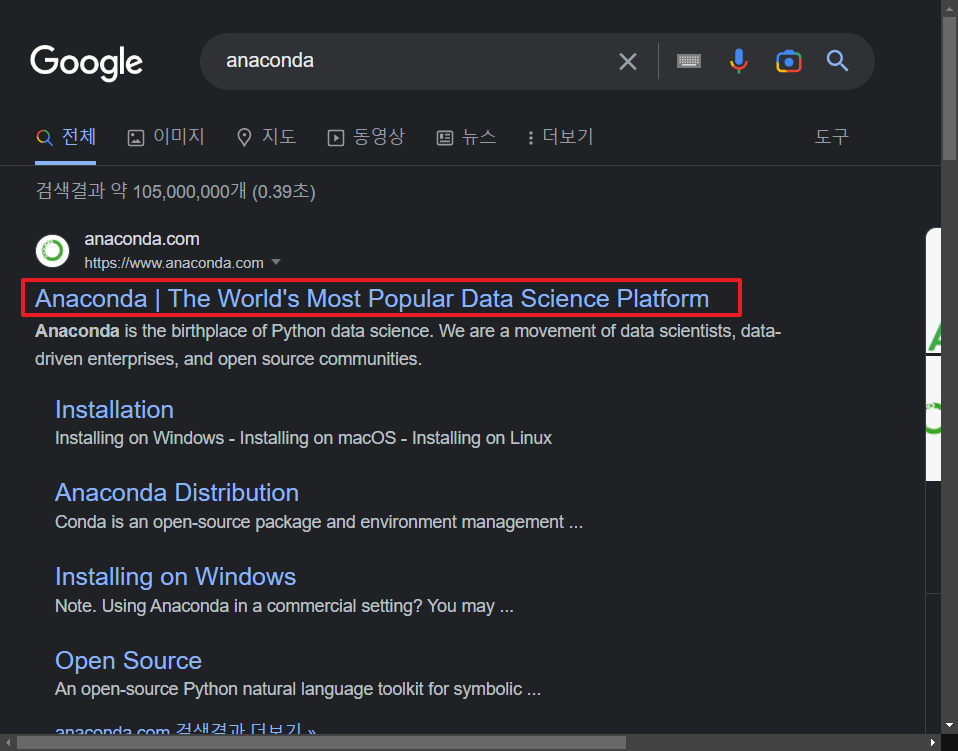 Google
anaconda
전체 이미지 지도 동영상 뉴스 더보기 도구
검색결과 약 105,000,000개 (0.39초)
anaconda.com
https://www.anaconda.com
Anaconda | The World's Most Popular Data Science Platform
Anaconda is the birthplace of Python data science. We are a movement of data scientists, data-
driven enterprises, and open source communities.
Installation
Installing on Windows - Installing on macOS - Installing on Linux
Anaconda Distribution
Conda is an open-source package and environment management ...
Installing on Windows
Note. Using Anaconda in a commercial setting? You may ...
Open Source
An open-source Python natural language toolkit for symbolic ...
anaconda.com 검색결과 더보기 »